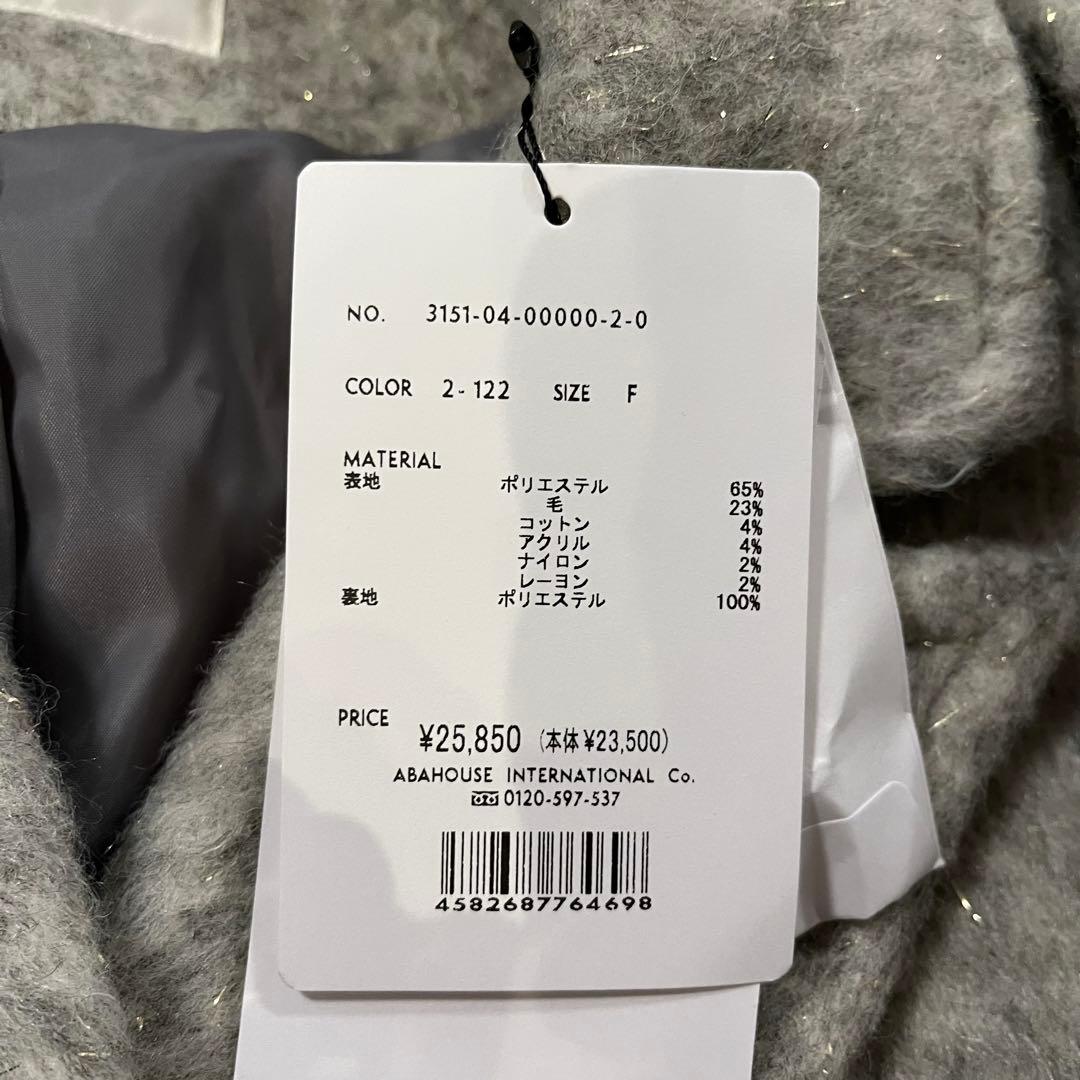 NO. 3151-04-00000-2-0
COLOR 2-122 SIZE F
MATERIAL
表地 ポリエステル 65%
毛 23%
コットン 4%
アクリル 4%
ナイロン 2%
レーヨン 2%
裏地 ポリエステル 100%
PRICE ¥25,850 (本体¥23,500)
ABAHOUSE INTERNATIONAL Co.
0120-597-537
4582687764698